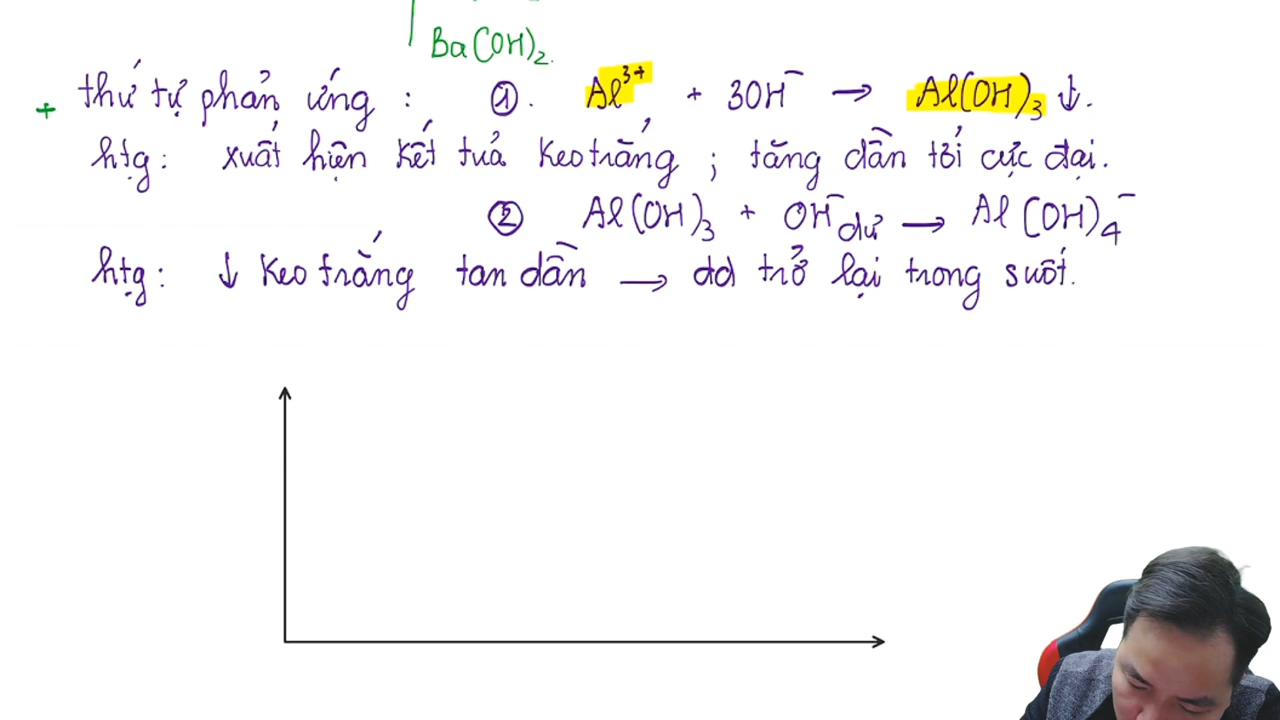 Ba(OH)₂.
+ thứ tự phản ứng : ①. Al³⁺ + 3OH⁻ → Al(OH)₃ ↓.
htg: xuất hiện kết tuả keo trắng ; tăng dần tới cực đại.
② Al(OH)₃ + OH⁻dư → Al(OH)₄⁻
htg: ↓ keo trắng tan dần → dd trở lại trong suốt.